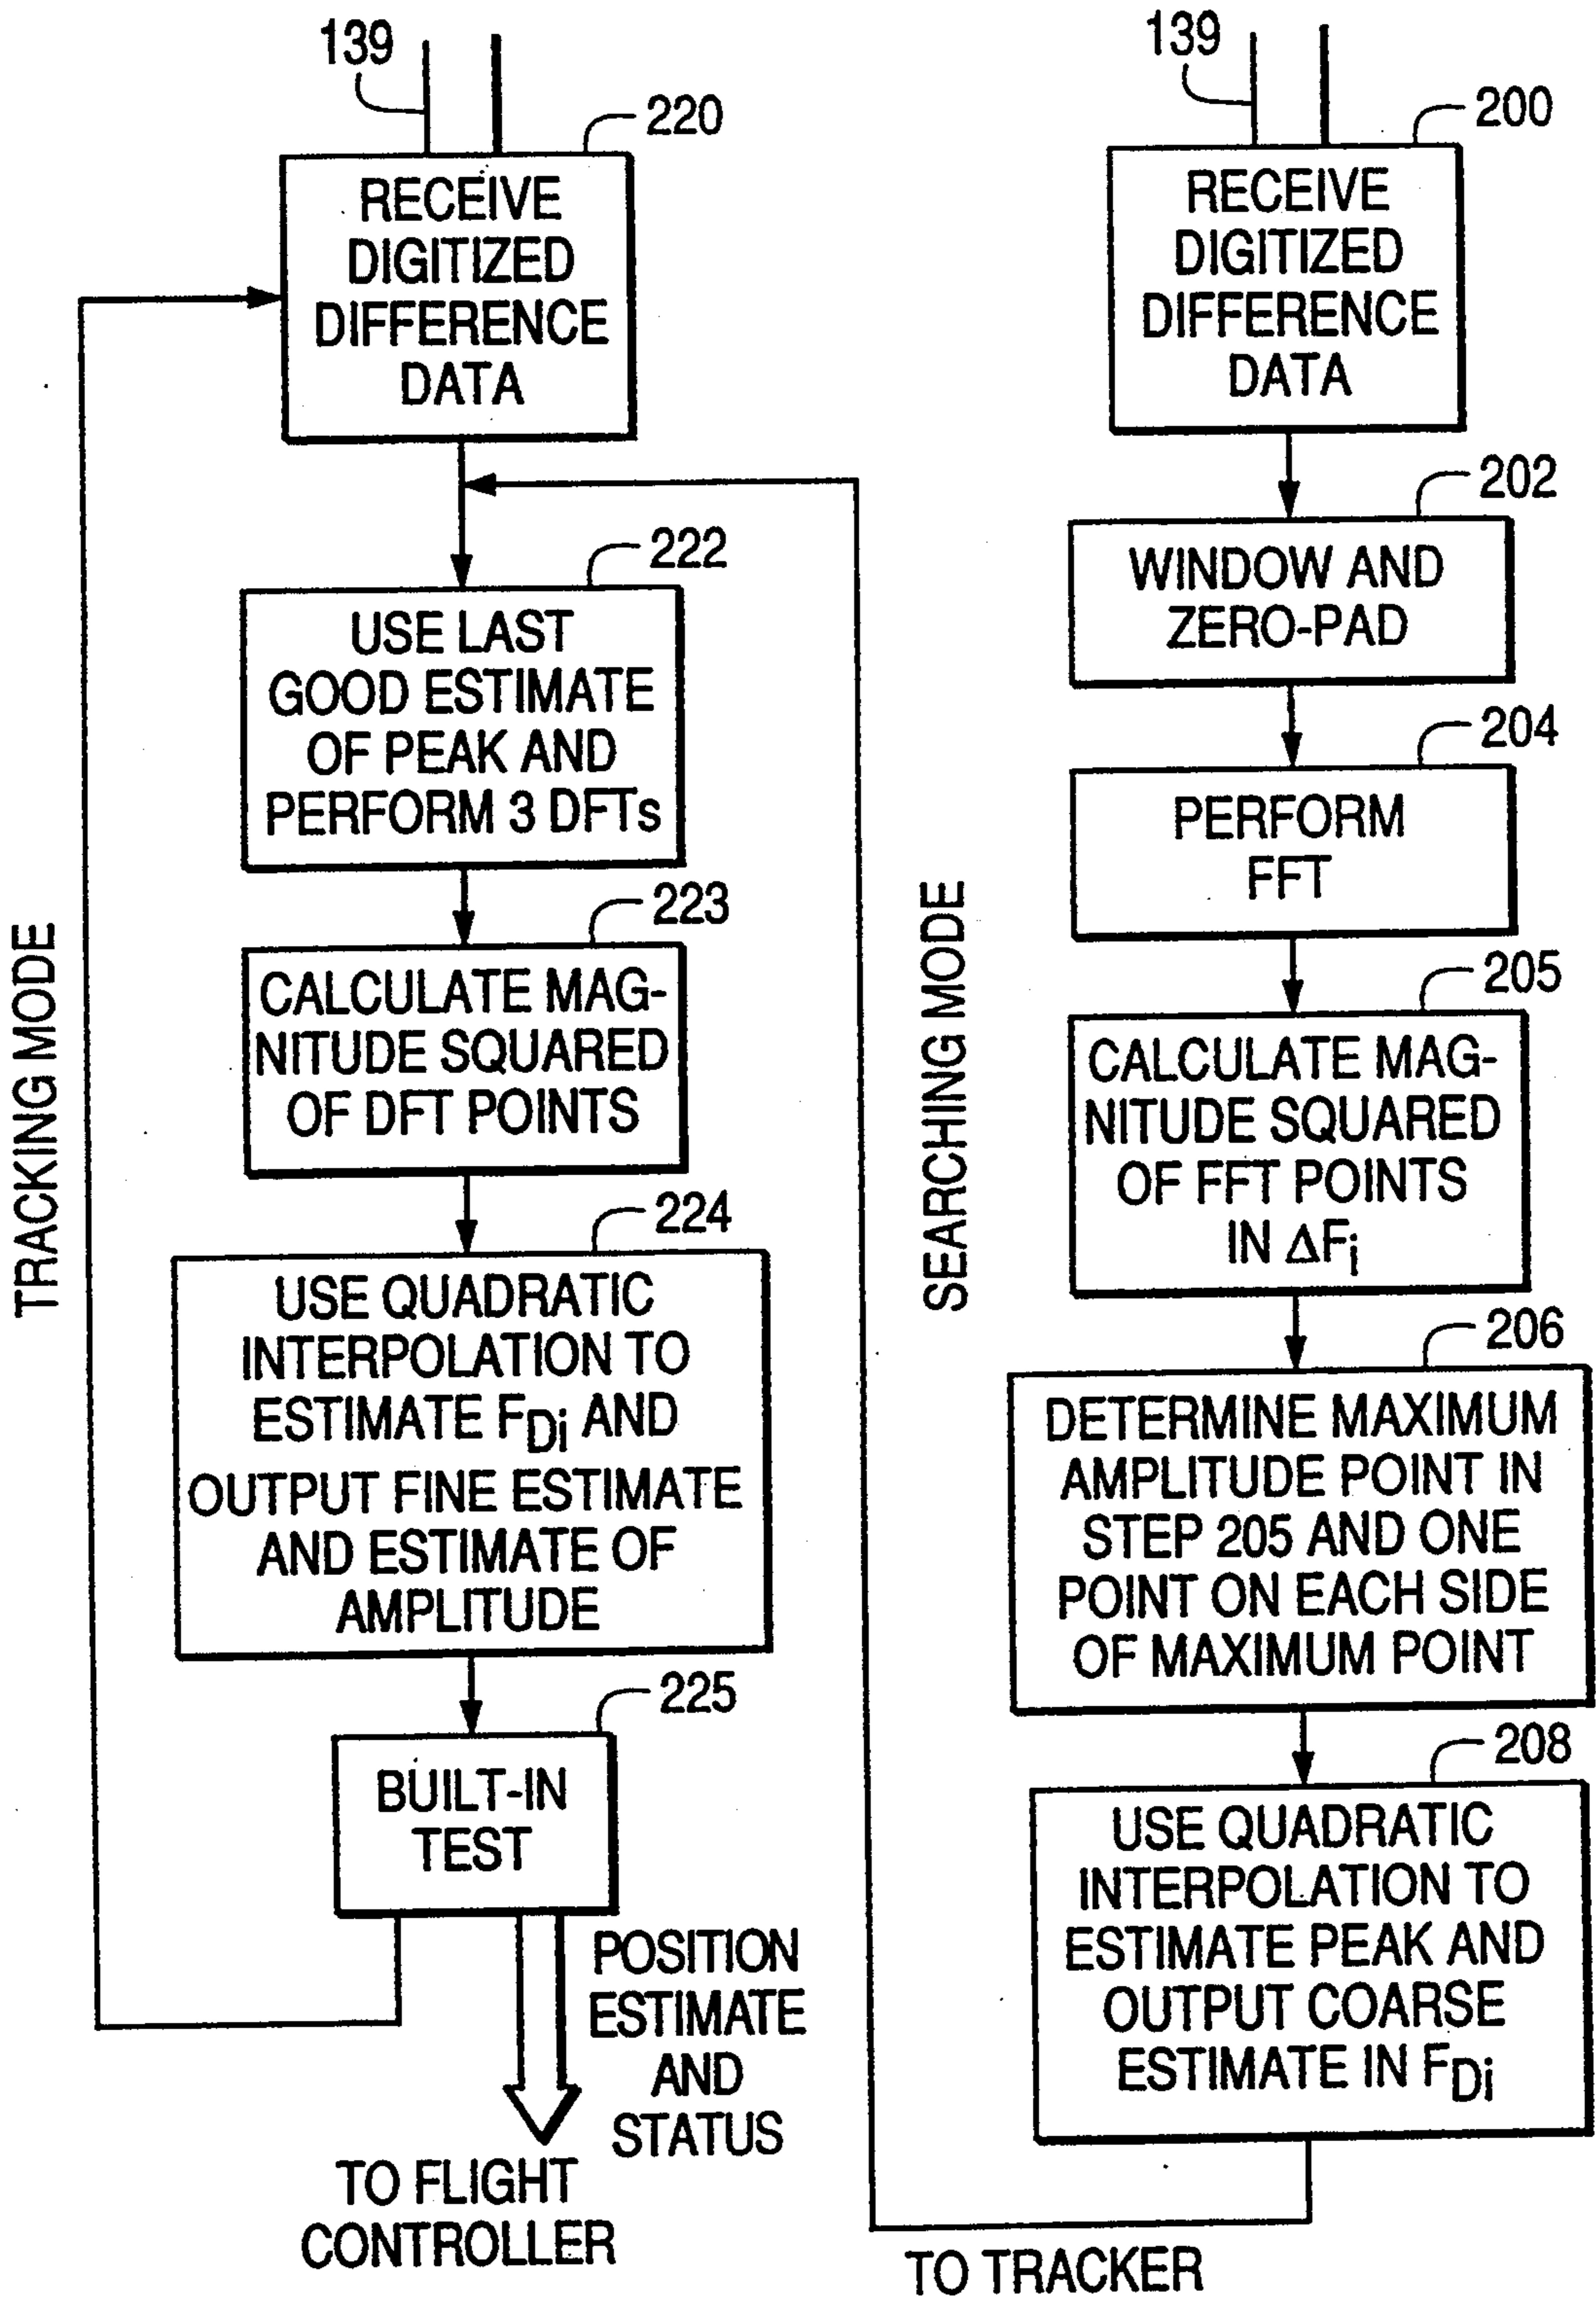 139
220
RECEIVE
DIGITIZED
DIFFERENCE
DATA
222
USE LAST
GOOD ESTIMATE
OF PEAK AND
PERFORM 3 DFTs
223
CALCULATE MAG-
NITUDE SQUARED
OF DFT POINTS
224
USE QUADRATIC
INTERPOLATION TO
ESTIMATE FDi AND
OUTPUT FINE ESTIMATE
AND ESTIMATE OF
AMPLITUDE
225
BUILT-IN
TEST
POSITION
ESTIMATE
AND
STATUS
TO FLIGHT
CONTROLLER
TRACKING MODE
139
200
RECEIVE
DIGITIZED
DIFFERENCE
DATA
202
WINDOW AND
ZERO-PAD
204
PERFORM
FFT
205
CALCULATE MAG-
NITUDE SQUARED
OF FFT POINTS
IN ΔFi
206
DETERMINE MAXIMUM
AMPLITUDE POINT IN
STEP 205 AND ONE
POINT ON EACH SIDE
OF MAXIMUM POINT
208
USE QUADRATIC
INTERPOLATION TO
ESTIMATE PEAK AND
OUTPUT COARSE
ESTIMATE IN FDi
TO TRACKER
SEARCHING MODE